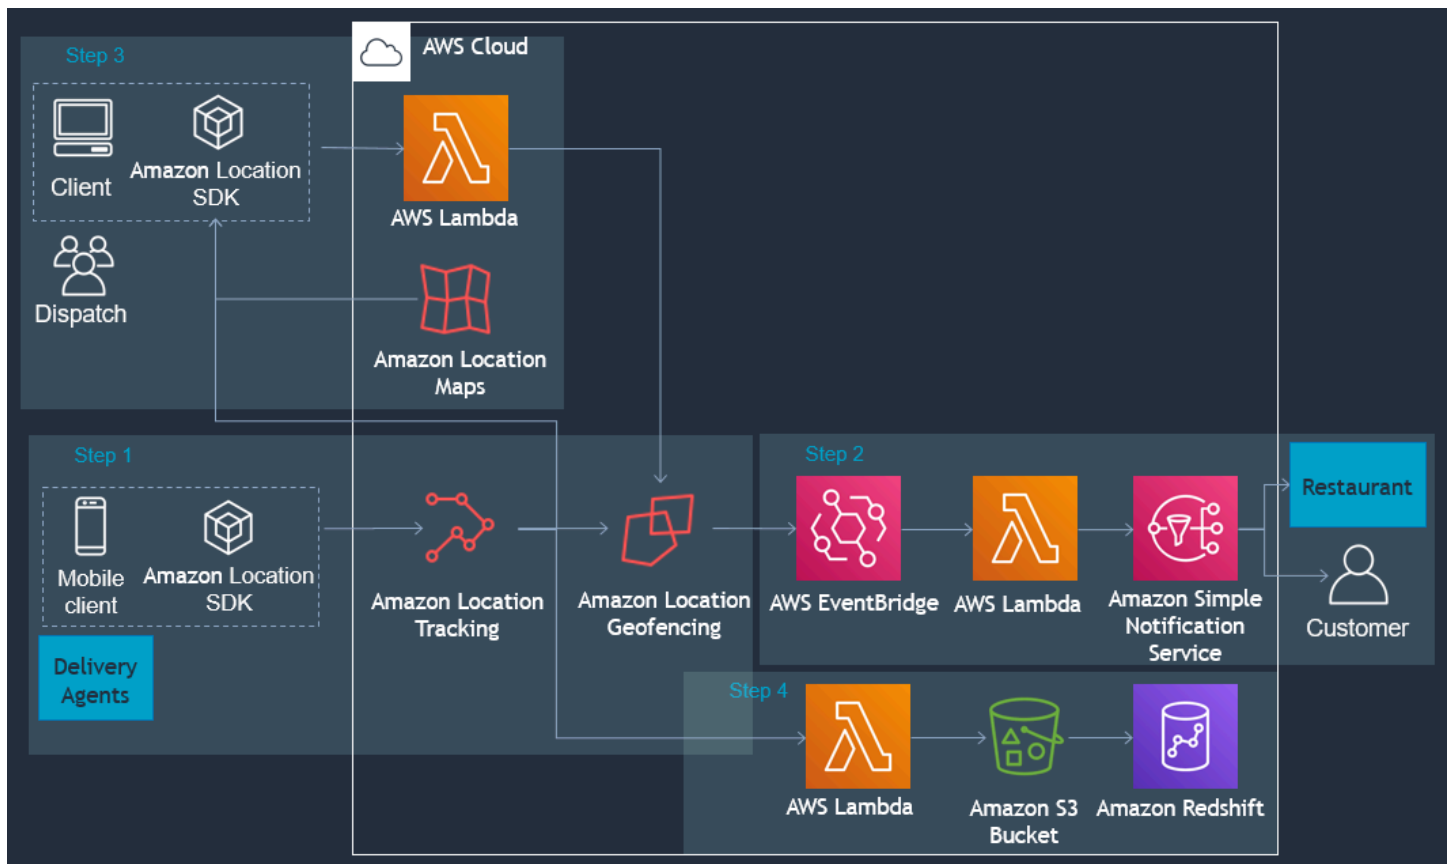 Step 3
AWS Cloud
Client
Amazon Location
SDK
AWS Lambda
Dispatch
Amazon Location
Maps
Step 1
Mobile
client
Amazon Location
SDK
Delivery
Agents
Amazon Location
Tracking
Amazon Location
Geofencing
Step 2
AWS EventBridge
AWS Lambda
Amazon Simple
Notification
Service
Restaurant
Customer
Step 4
AWS Lambda
Amazon S3
Bucket
Amazon Redshift